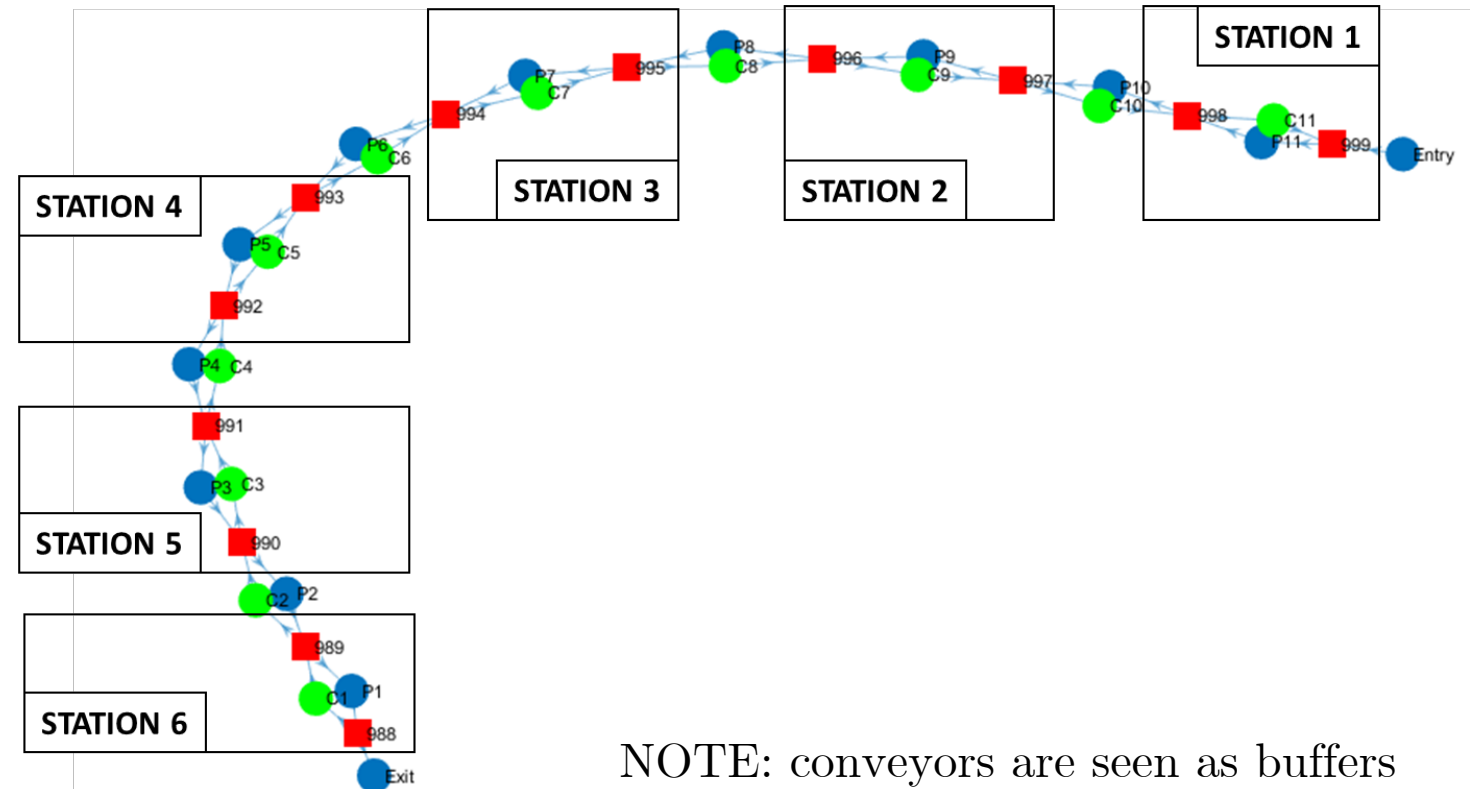 STATION 1
P8
C8
996
P9
C9
995
997
P7
C7
P10
C10
994
998
C11
P11
999
Entry
P6
C6
STATION 3
STATION 2
STATION 4
993
P5
C5
992
P4
C4
991
P3
C3
STATION 5
990
C2
P2
989
C1
P1
STATION 6
988
Exit
NOTE: conveyors are seen as buffers